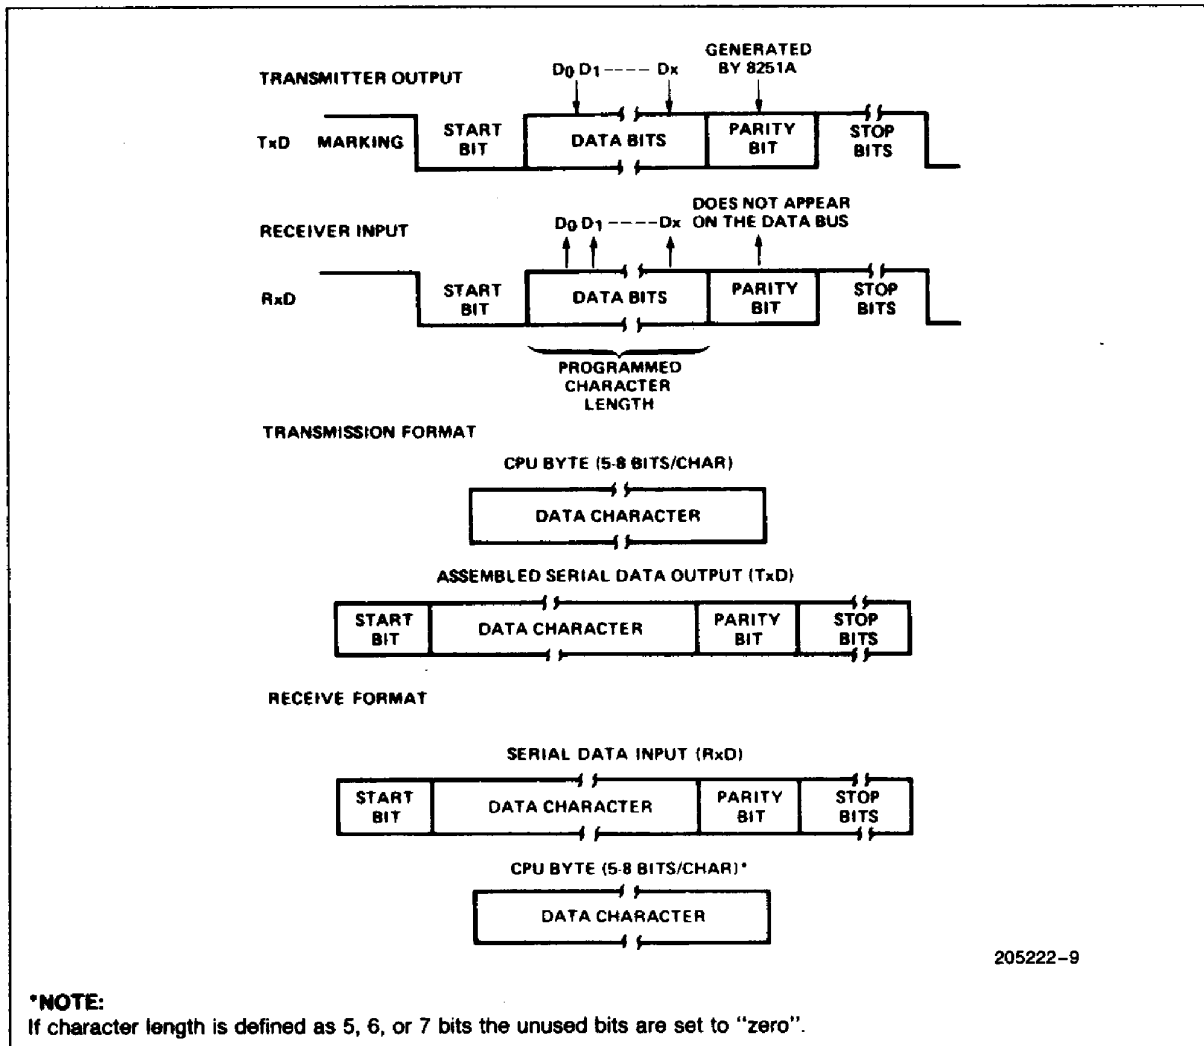 TRANSMITTER OUTPUT
D0 D1 ---- Dx
GENERATED
BY 8251A
TxD
MARKING
START
BIT
DATA BITS
PARITY
BIT
STOP
BITS
RECEIVER INPUT
D0 D1 ---- Dx
DOES NOT APPEAR
ON THE DATA BUS
RxD
START
BIT
DATA BITS
PARITY
BIT
STOP
BITS
PROGRAMMED
CHARACTER
LENGTH
TRANSMISSION FORMAT
CPU BYTE (5-8 BITS/CHAR)
DATA CHARACTER
ASSEMBLED SERIAL DATA OUTPUT (TxD)
START
BIT
DATA CHARACTER
PARITY
BIT
STOP
BITS
RECEIVE FORMAT
SERIAL DATA INPUT (RxD)
START
BIT
DATA CHARACTER
PARITY
BIT
STOP
BITS
CPU BYTE (5-8 BITS/CHAR)*
DATA CHARACTER
205222-9
*NOTE:
If character length is defined as 5, 6, or 7 bits the unused bits are set to "zero".